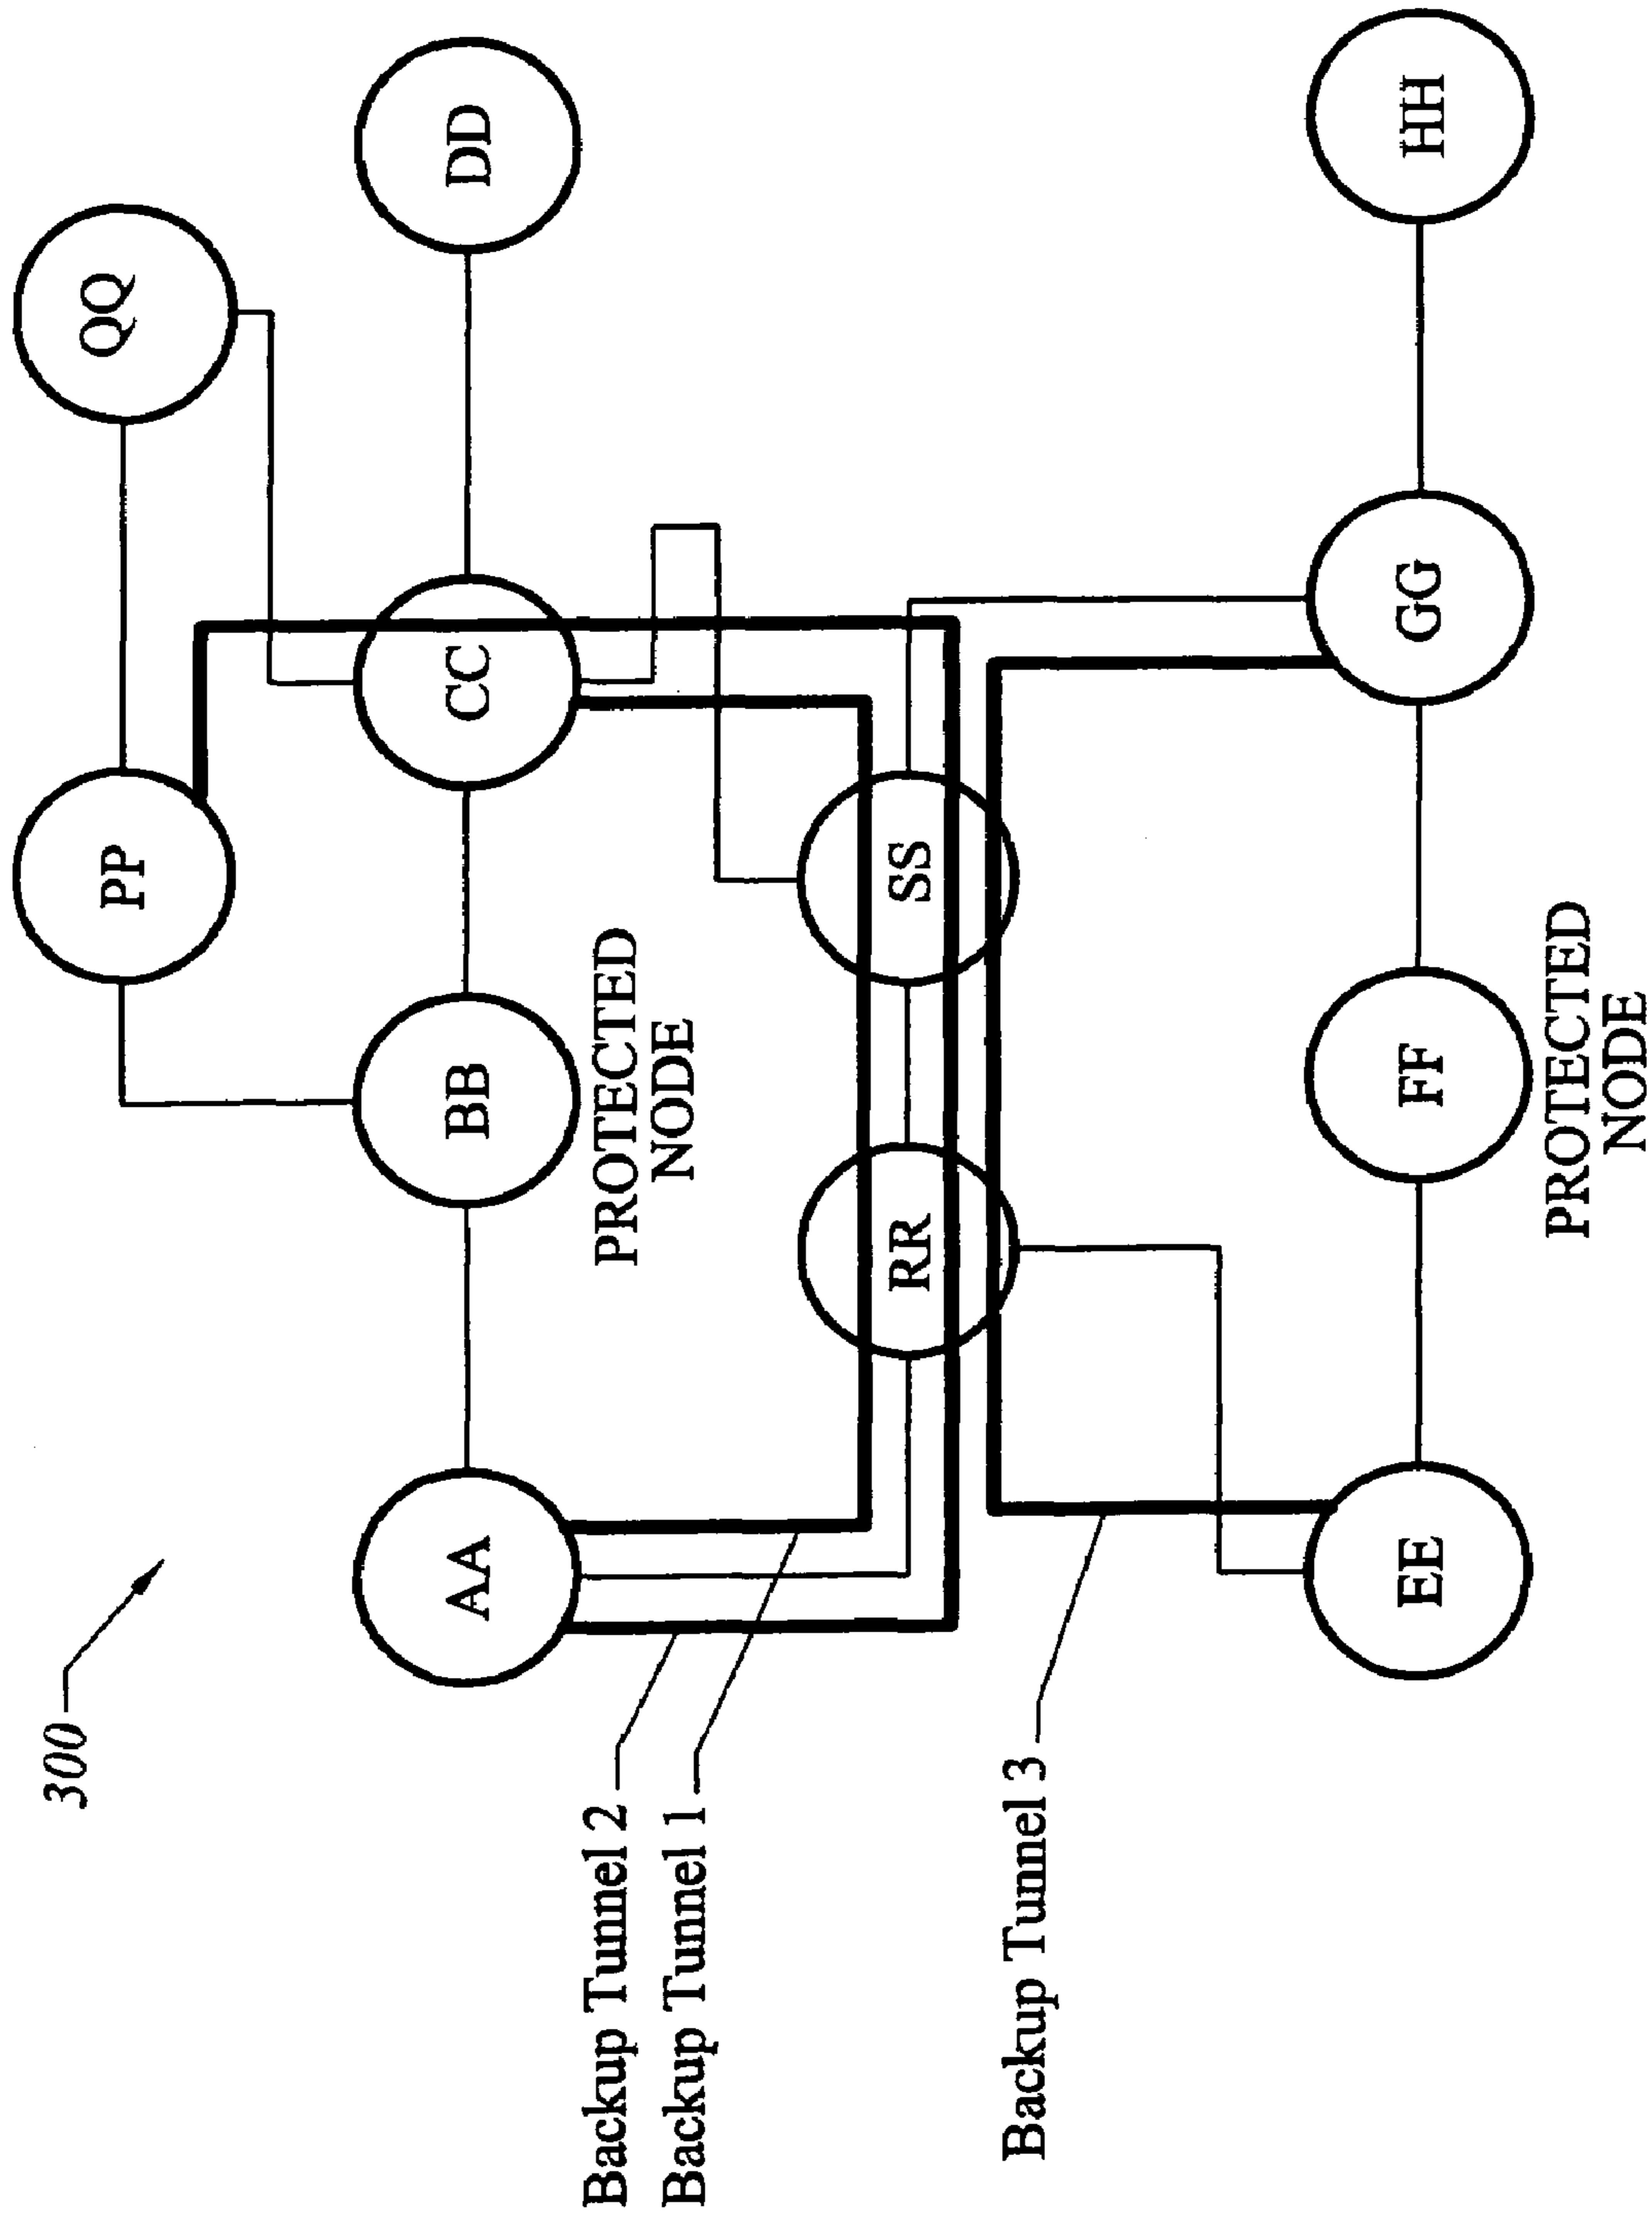 300
QQ
PP
DD
CC
BB
AA
PROTECTED
NODE
Backup Tunnel 2
Backup Tunnel 1
SS
RR
Backup Tunnel 3
HH
GG
FF
EE
PROTECTED
NODE